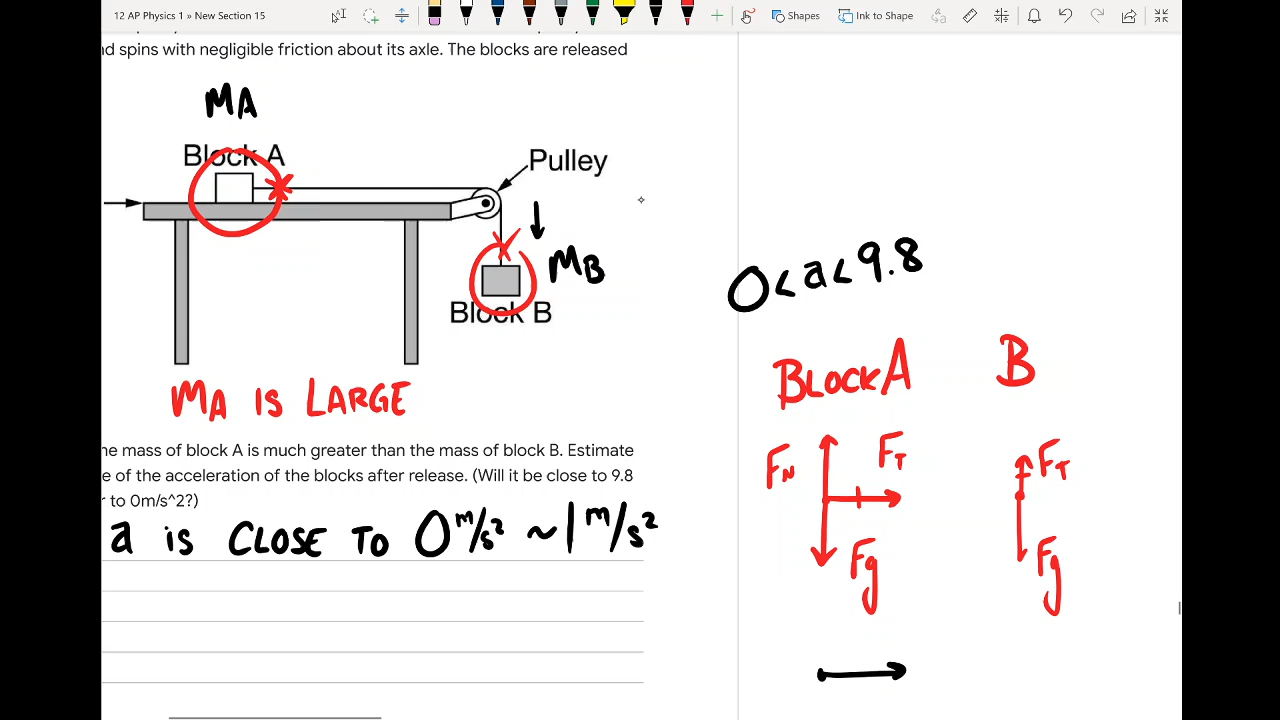 12 AP Physics 1 » New Section 15
Shapes
Ink to Shape
nd spins with negligible friction about its axle. The blocks are released
MA
Block A
Pulley
MB
Block B
MA IS LARGE
he mass of block A is much greater than the mass of block B. Estimate
e of the acceleration of the blocks after release. (Will it be close to 9.8
r to 0m/s^2?)
a is CLOSE TO 0 m/s² ~ 1 m/s²
0 < a < 9.8
BLOCK A
B
FN
FT
Fg
FT
Fg